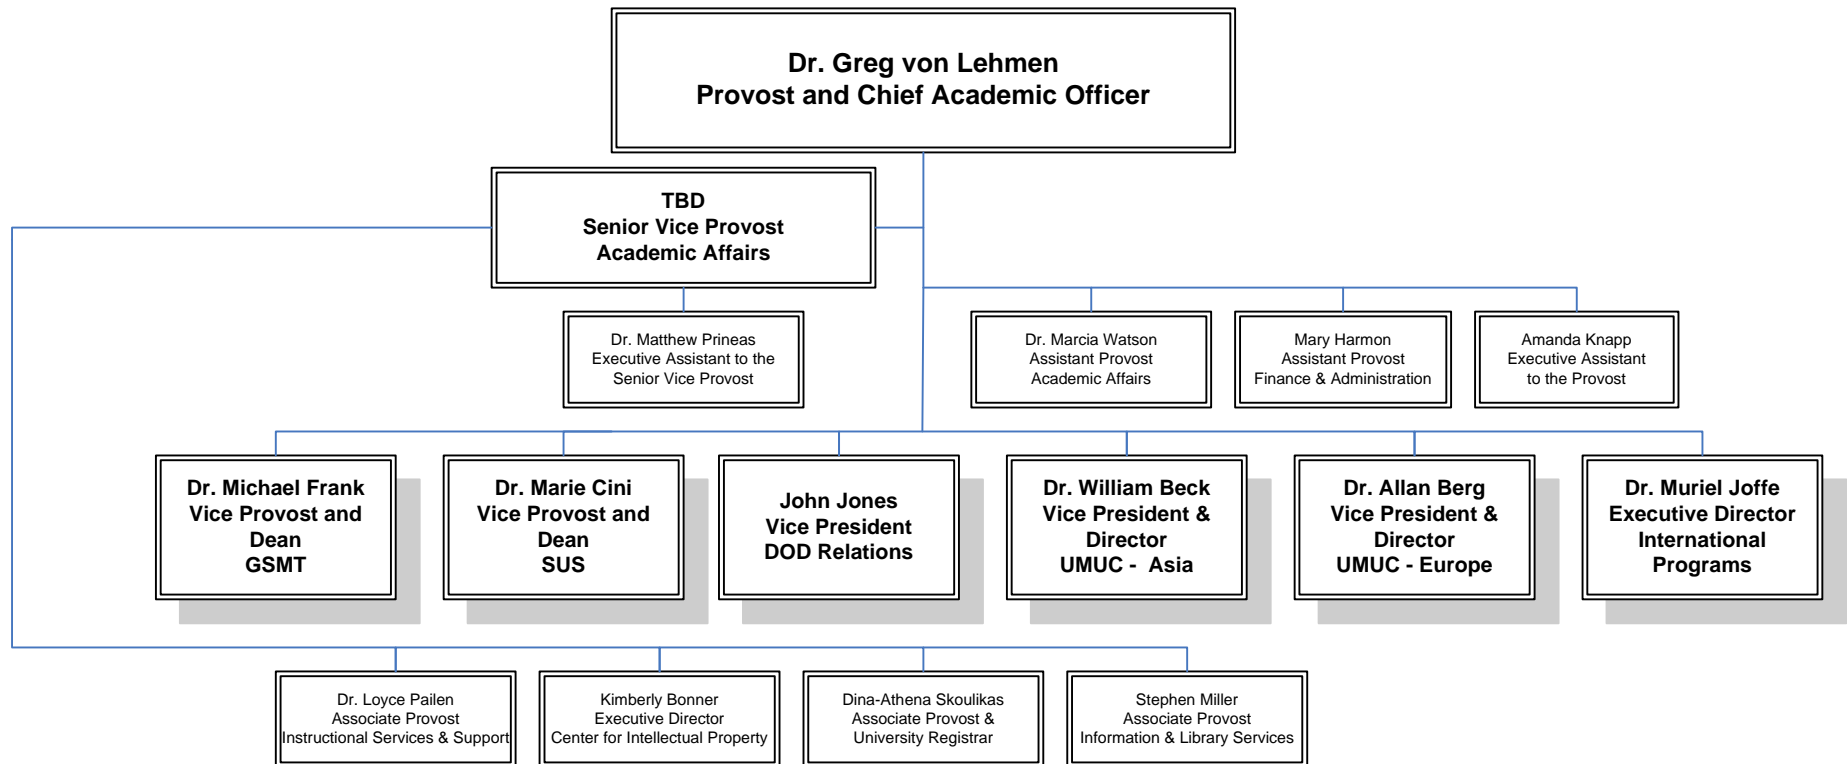 Dr. Greg von Lehmen
Provost and Chief Academic Officer
TBD
Senior Vice Provost
Academic Affairs
Dr. Matthew Prineas
Executive Assistant to the
Senior Vice Provost
Dr. Marcia Watson
Assistant Provost
Academic Affairs
Mary Harmon
Assistant Provost
Finance & Administration
Amanda Knapp
Executive Assistant
to the Provost
Dr. Michael Frank
Vice Provost and
Dean
GSMT
Dr. Marie Cini
Vice Provost and
Dean
SUS
John Jones
Vice President
DOD Relations
Dr. William Beck
Vice President &
Director
UMUC - Asia
Dr. Allan Berg
Vice President &
Director
UMUC - Europe
Dr. Muriel Joffe
Executive Director
International
Programs
Dr. Loyce Pailen
Associate Provost
Instructional Services & Support
Kimberly Bonner
Executive Director
Center for Intellectual Property
Dina-Athena Skoulikas
Associate Provost &
University Registrar
Stephen Miller
Associate Provost
Information & Library Services